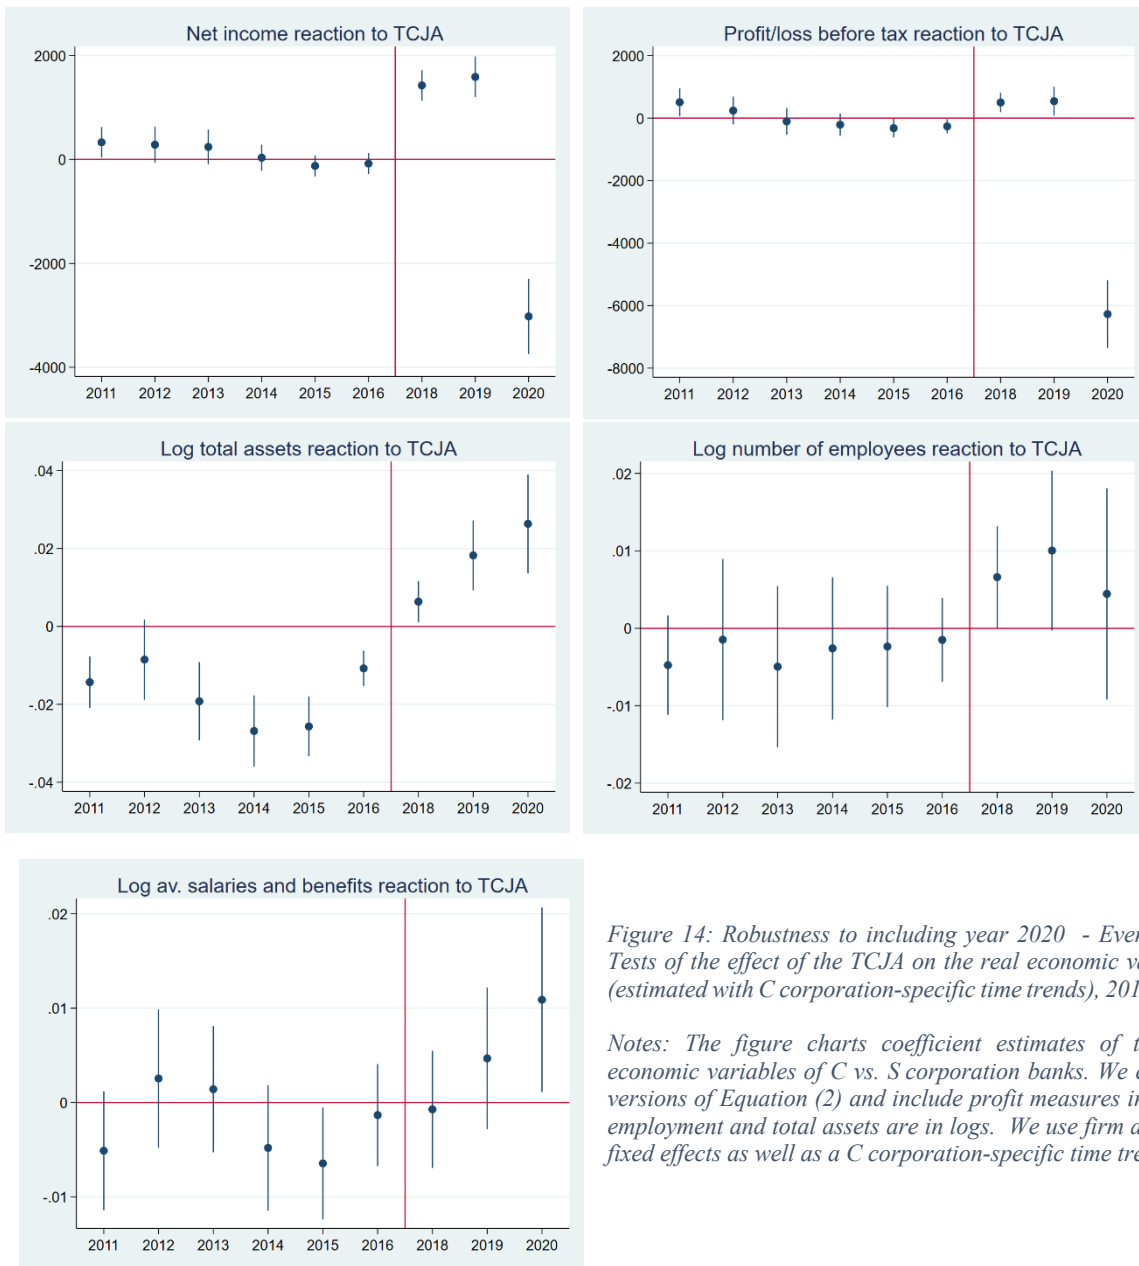 Net income reaction to TCJA
2000
0
-2000
-4000
2011 2012 2013 2014 2015 2016 2018 2019 2020
Profit/loss before tax reaction to TCJA
2000
0
-2000
-4000
-6000
-8000
2011 2012 2013 2014 2015 2016 2018 2019 2020
Log total assets reaction to TCJA
.04
.02
0
-.02
-.04
2011 2012 2013 2014 2015 2016 2018 2019 2020
Log number of employees reaction to TCJA
.02
.01
0
-.01
-.02
2011 2012 2013 2014 2015 2016 2018 2019 2020
Log av. salaries and benefits reaction to TCJA
.02
.01
0
-.01
2011 2012 2013 2014 2015 2016 2018 2019 2020
Figure 14: Robustness to including year 2020 - Even
Tests of the effect of the TCJA on the real economic va
(estimated with C corporation-specific time trends), 201
Notes: The figure charts coefficient estimates of t
economic variables of C vs. S corporation banks. We e
versions of Equation (2) and include profit measures in
employment and total assets are in logs. We use firm a
fixed effects as well as a C corporation-specific time tre